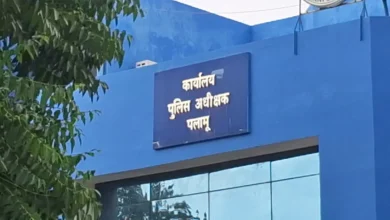 कार्यालय
पुलिस अधीक्षक
पलामू